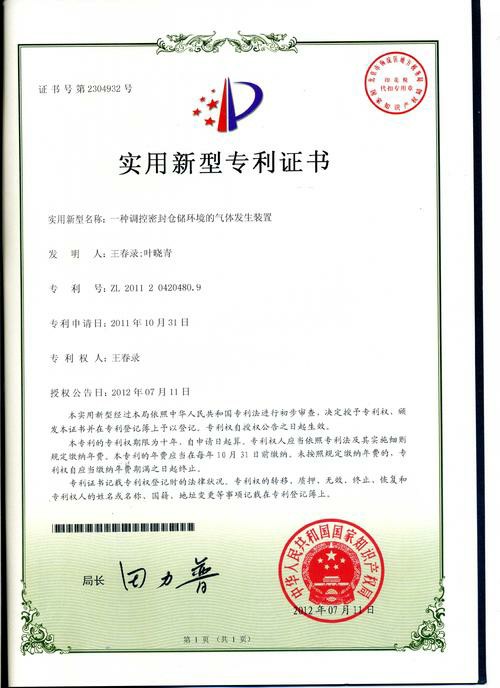 证书号第2304932号
印花税
代扣专用章
国家知识产权局
实用新型专利证书
实用新型名称：一种调控密封仓储环境的气体发生装置
发 明 人：王春录;叶晓青
专 利 号：ZL 2011 2 0420480.9
专利申请日：2011年10月31日
专 利 权 人：王春录
授权公告日：2012年07月11日
本实用新型经过本局依照中华人民共和国专利法进行初步审查，决定授予专利权，颁
发本证书并在专利登记簿上予以登记。专利权自授权公告之日起生效。
本专利的专利权期限为十年，自申请日起算。专利权人应当依照专利法及其实施细则
规定缴纳年费。本专利的年费应当在每年10月31日前缴纳。未按照规定缴纳年费的，专
利权自应当缴纳年费期满之日起终止。
专利证书记载专利权登记时的法律状况。专利权的转移、质押、无效、终止、恢复和
专利权人的姓名或名称、国籍、地址变更等事项记载在专利登记簿上。
局长 田力普
中华人民共和国国家知识产权局
2012年07月11日
第1页（共1页）